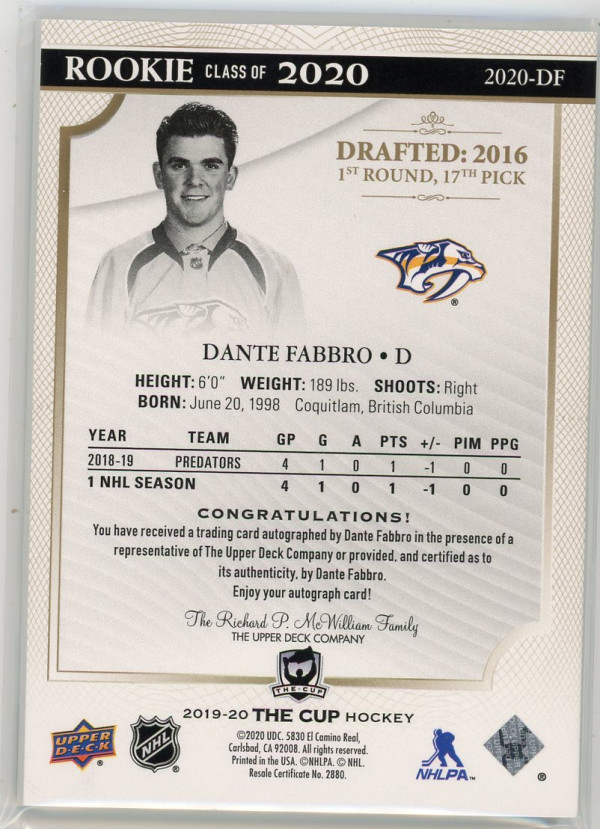 ROOKIE CLASS OF 2020 2020-DF
DRAFTED: 2016
1ST ROUND, 17TH PICK
®
DANTE FABBRO • D
HEIGHT: 6'0" WEIGHT: 189 lbs. SHOOTS: Right
BORN: June 20, 1998 Coquitlam, British Columbia
YEAR TEAM GP G A PTS +/- PIM PPG
2018-19 PREDATORS 4 1 0 1 -1 0 0
1 NHL SEASON 4 1 0 1 -1 0 0
CONGRATULATIONS!
You have received a trading card autographed by Dante Fabbro in the presence of a
representative of The Upper Deck Company or provided, and certified as to
its authenticity, by Dante Fabbro.
Enjoy your autograph card!
The Richard P. McWilliam Family
THE UPPER DECK COMPANY
THE·CUP
2019-20 THE CUP HOCKEY
©2020 UDC. 5830 El Camino Real,
Carlsbad, CA 92008. All rights reserved.
Printed in the USA. ©NHLPA. © NHL.
Resale Certificate No. 2880.
UPPER
D·E·C·K
NHL
NHLPA™
®